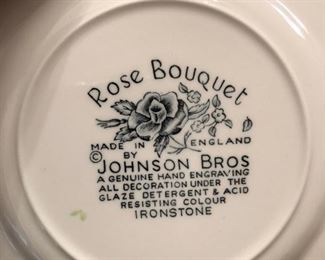 Rose Bouquet
MADE IN ENGLAND
© BY
JOHNSON BROS
A GENUINE HAND ENGRAVING
ALL DECORATION UNDER THE
GLAZE DETERGENT & ACID
RESISTING COLOUR
IRONSTONE